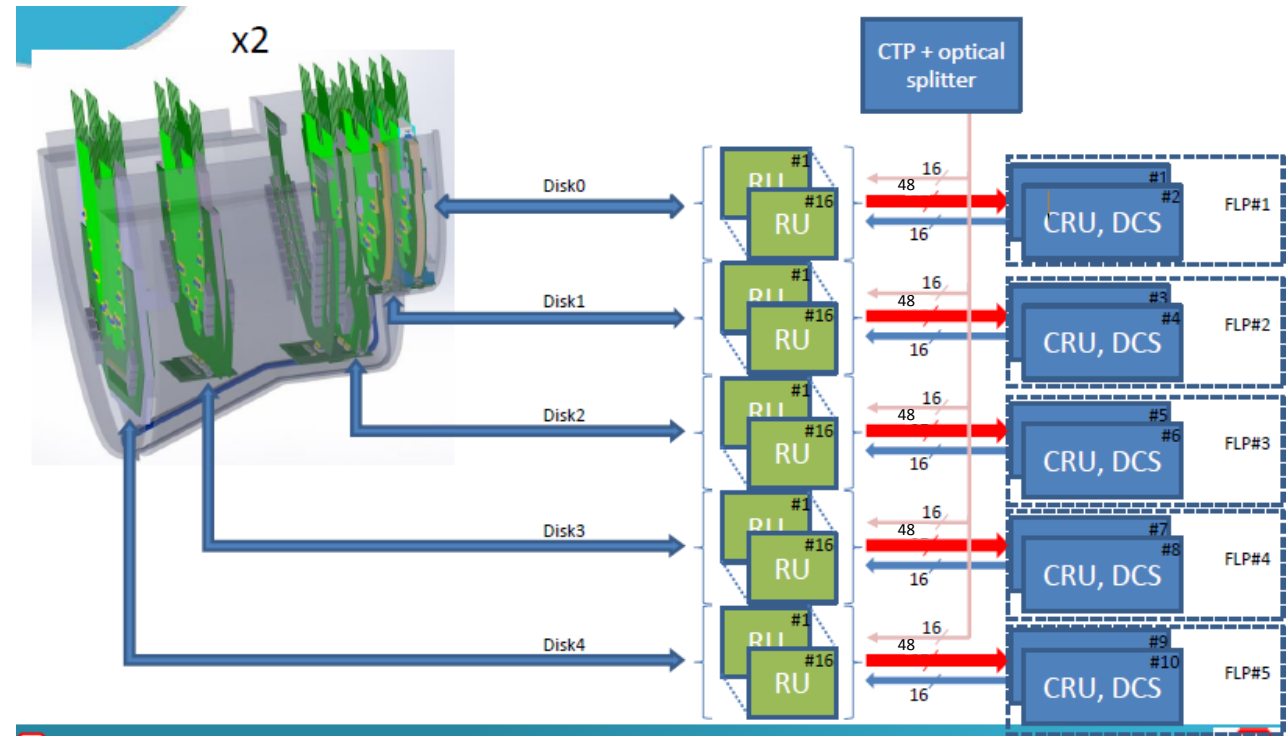 x2
CTP + optical
splitter
Disk0
#1
RU
#16
RU
16
48
16
#1
#2
CRU, DCS
FLP#1
Disk1
#1
RU
#16
RU
16
48
16
#3
#4
CRU, DCS
FLP#2
Disk2
#1
RU
#16
RU
16
48
16
#5
#6
CRU, DCS
FLP#3
Disk3
#1
RU
#16
RU
16
48
16
#7
#8
CRU, DCS
FLP#4
Disk4
#1
RU
#16
RU
16
48
16
#9
#10
CRU, DCS
FLP#5